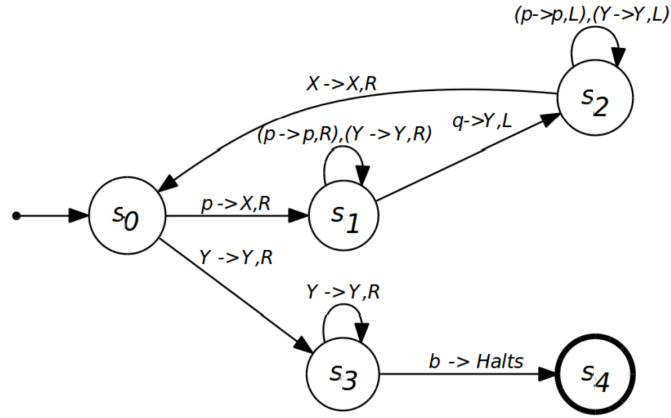 (p->p,L),(Y->Y,L)
s2
X->X,R
q->Y,L
(p->p,R),(Y->Y,R)
s0
p->X,R
s1
Y->Y,R
Y->Y,R
s3
b -> Halts
s4